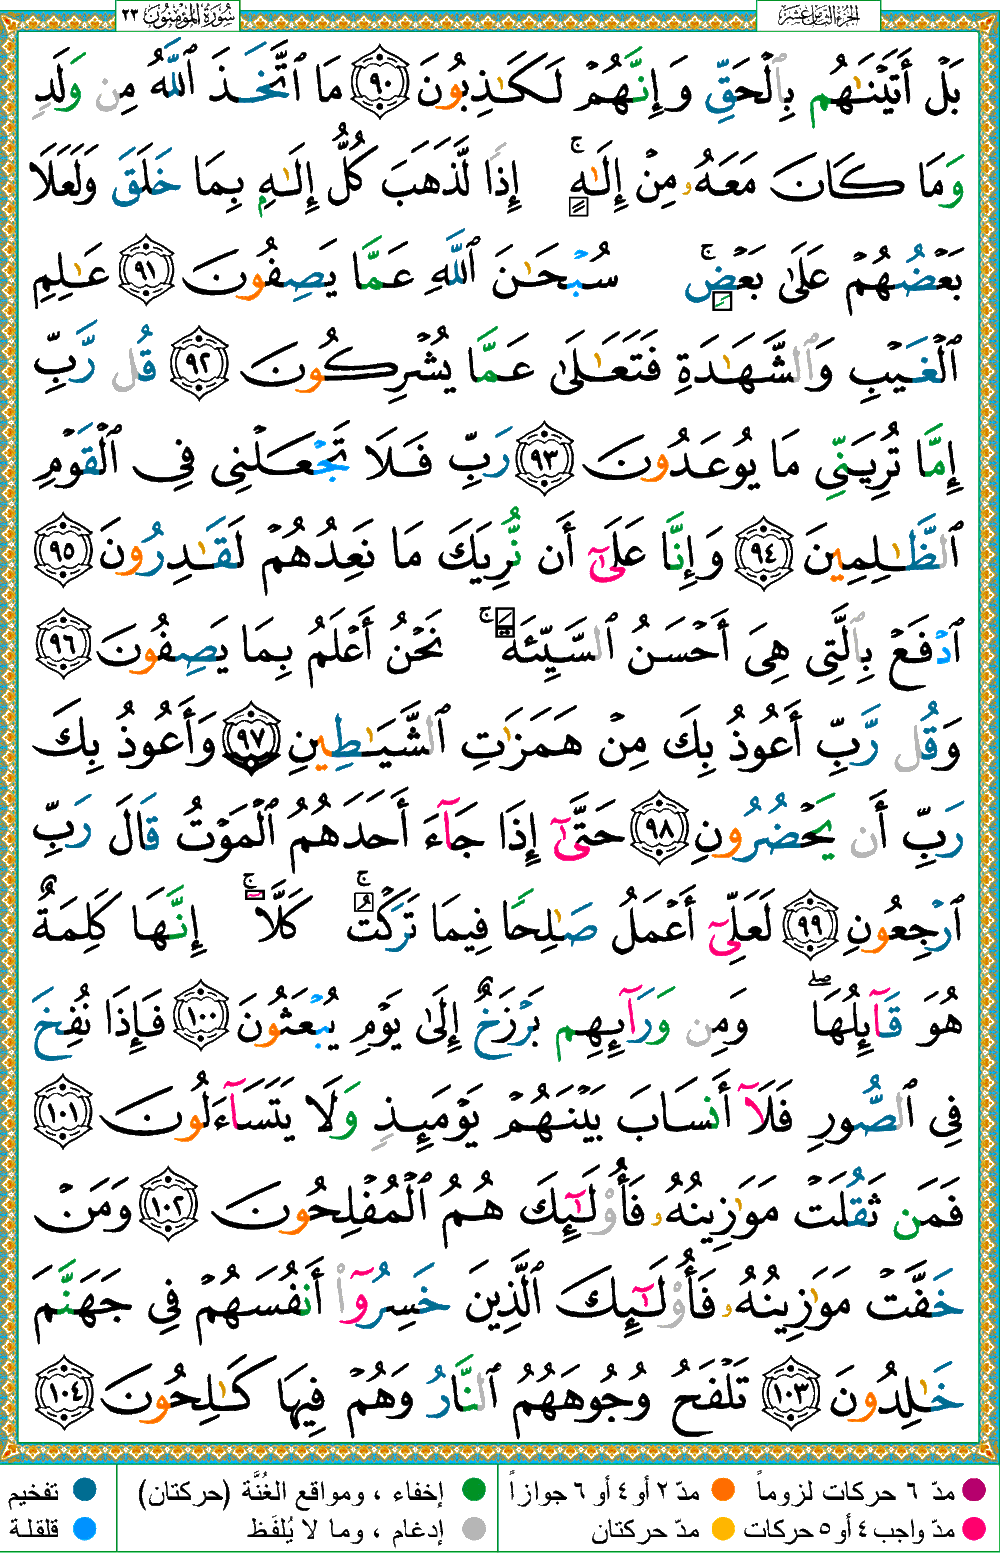 الجزء الثامن عشر
سورة المؤمنون ٢٣
بَلْ أَتَيْنَٰهُم بِٱلْحَقِّ وَإِنَّهُمْ لَكَٰذِبُونَ ٩٠ مَا ٱتَّخَذَ ٱللَّهُ مِن وَلَدٍ
وَمَا كَانَ مَعَهُۥ مِنْ إِلَٰهٍ ۚ إِذًا لَّذَهَبَ كُلُّ إِلَٰهٍۭ بِمَا خَلَقَ وَلَعَلَا
بَعْضُهُمْ عَلَىٰ بَعْضٍ ۚ سُبْحَٰنَ ٱللَّهِ عَمَّا يَصِفُونَ ٩١ عَٰلِمِ
ٱلْغَيْبِ وَٱلشَّهَٰدَةِ فَتَعَٰلَىٰ عَمَّا يُشْرِكُونَ ٩٢ قُل رَّبِّ
إِمَّا تُرِيَنِّى مَا يُوعَدُونَ ٩٣ رَبِّ فَلَا تَجْعَلْنِى فِى ٱلْقَوْمِ
ٱلظَّٰلِمِينَ ٩٤ وَإِنَّا عَلَىٰٓ أَن نُّرِيَكَ مَا نَعِدُهُمْ لَقَٰدِرُونَ ٩٥
ٱدْفَعْ بِٱلَّتِى هِىَ أَحْسَنُ ٱلسَّيِّئَةَ ۚ نَحْنُ أَعْلَمُ بِمَا يَصِفُونَ ٩٦
وَقُل رَّبِّ أَعُوذُ بِكَ مِنْ هَمَزَٰتِ ٱلشَّيَٰطِينِ ٩٧ وَأَعُوذُ بِكَ
رَبِّ أَن يَحْضُرُونِ ٩٨ حَتَّىٰٓ إِذَا جَآءَ أَحَدَهُمُ ٱلْمَوْتُ قَالَ رَبِّ
ٱرْجِعُونِ ٩٩ لَعَلِّىٓ أَعْمَلُ صَٰلِحًا فِيمَا تَرَكْتُ ۚ كَلَّا ۚ إِنَّهَا كَلِمَةٌ
هُوَ قَآئِلُهَا ۖ وَمِن وَرَآئِهِم بَرْزَخٌ إِلَىٰ يَوْمِ يُبْعَثُونَ ١٠٠ فَإِذَا نُفِخَ
فِى ٱلصُّورِ فَلَآ أَنسَابَ بَيْنَهُمْ يَوْمَئِذٍ وَلَا يَتَسَآءَلُونَ ١٠١
فَمَن ثَقُلَتْ مَوَٰزِينُهُۥ فَأُو۟لَٰٓئِكَ هُمُ ٱلْمُفْلِحُونَ ١٠٢ وَمَنْ
خَفَّتْ مَوَٰزِينُهُۥ فَأُو۟لَٰٓئِكَ ٱلَّذِينَ خَسِرُوٓا۟ أَنفُسَهُمْ فِى جَهَنَّمَ
خَٰلِدُونَ ١٠٣ تَلْفَحُ وُجُوهَهُمُ ٱلنَّارُ وَهُمْ فِيهَا كَٰلِحُونَ ١٠٤
مدّ ٦ حركات لزوماً مدّ ٢ أو ٤ أو ٦ جوازاً إخفاء ، ومواقع الغُنَّة (حركتان) تفخيم
مدّ واجب ٤ أو ٥ حركات مدّ حركتان إدغام ، وما لا يُلفَظ قلقلة